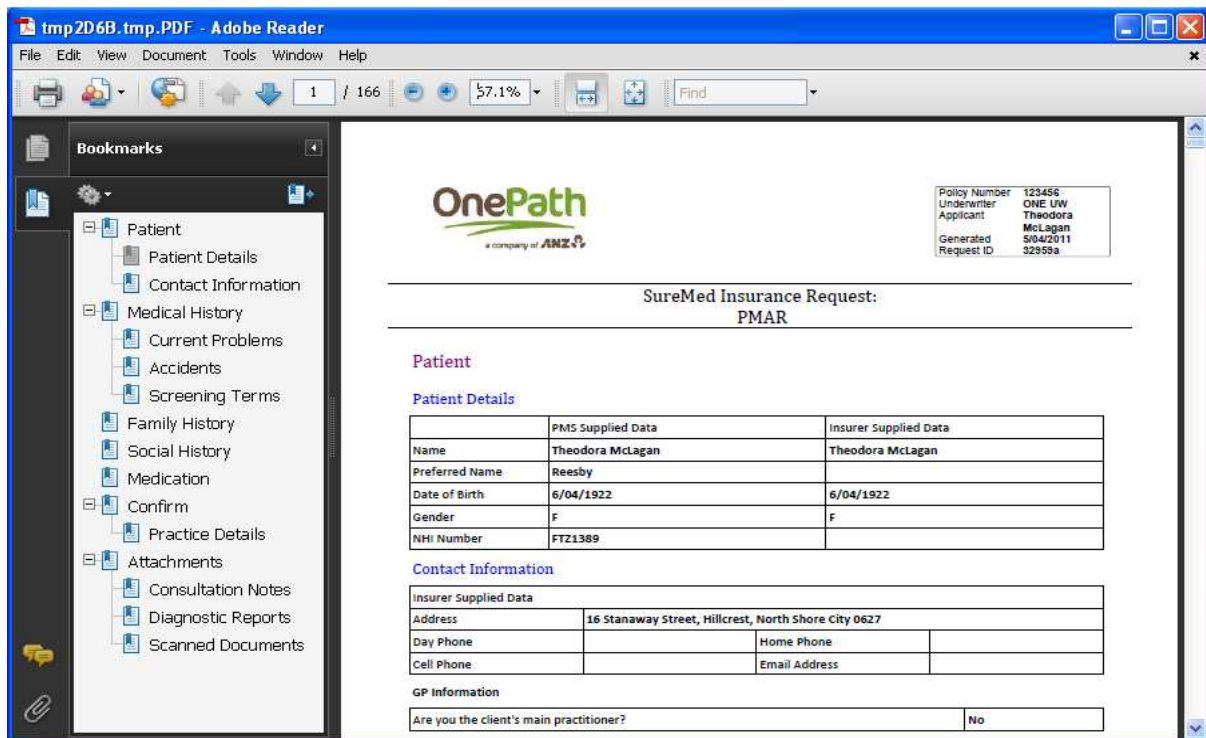 tmp2D6B.tmp.PDF - Adobe Reader
File Edit View Document Tools Window Help
1 / 166 57.1% Find
Bookmarks
Patient
Patient Details
Contact Information
Medical History
Current Problems
Accidents
Screening Terms
Family History
Social History
Medication
Confirm
Practice Details
Attachments
Consultation Notes
Diagnostic Reports
Scanned Documents
OnePath
a company of ANZ
Policy Number 123456
Underwriter ONE UW
Applicant Theodora
McLagan
Generated 5/04/2011
Request ID 32959a
SureMed Insurance Request:
PMAR
Patient
Patient Details
PMS Supplied Data Insurer Supplied Data
Name Theodora McLagan Theodora McLagan
Preferred Name Reesby
Date of Birth 6/04/1922 6/04/1922
Gender F F
NHI Number FTZ1389
Contact Information
Insurer Supplied Data
Address 16 Stanaway Street, Hillcrest, North Shore City 0627
Day Phone Home Phone
Cell Phone Email Address
GP Information
Are you the client's main practitioner? No